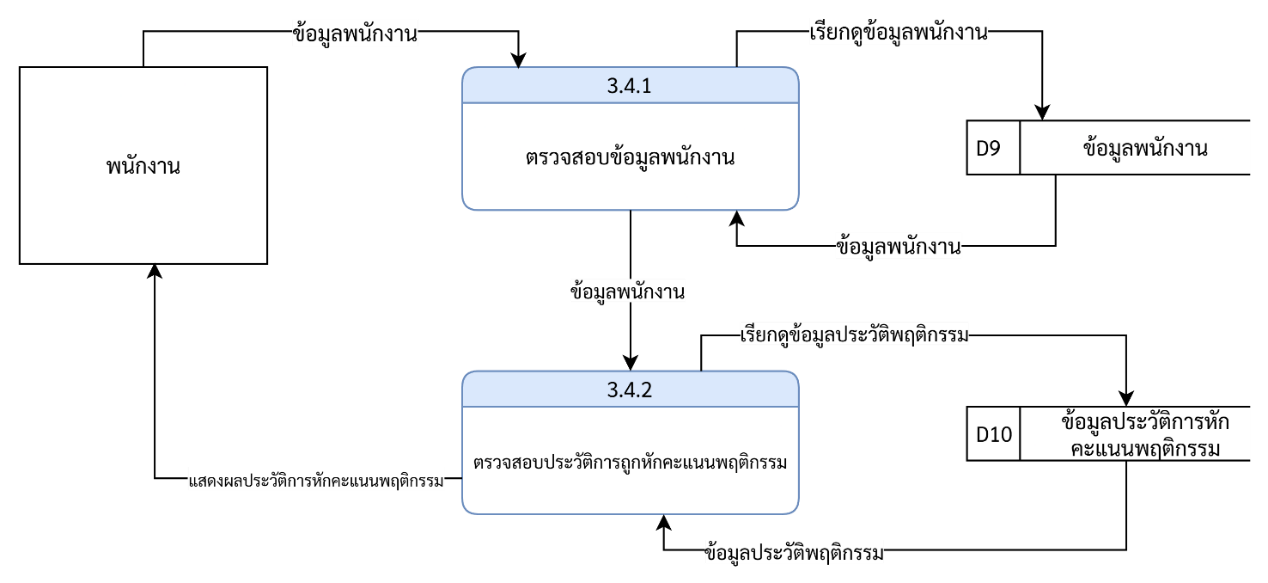 ข้อมูลพนักงาน
เรียกดูข้อมูลพนักงาน
3.4.1
พนักงาน
ตรวจสอบข้อมูลพนักงาน
D9
ข้อมูลพนักงาน
ข้อมูลพนักงาน
ข้อมูลพนักงาน
เรียกดูข้อมูลประวัติพฤติกรรม
3.4.2
D10
ข้อมูลประวัติการหัก
คะแนนพฤติกรรม
ตรวจสอบประวัติการถูกหักคะแนนพฤติกรรม
แสดงผลประวัติการหักคะแนนพฤติกรรม
ข้อมูลประวัติพฤติกรรม